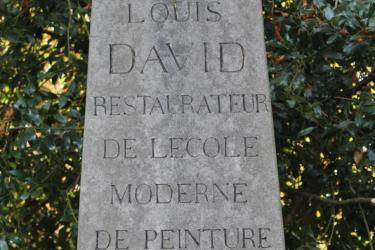 LOUIS
DAVID
RESTAURATEUR
DE LECOLE
MODERNE
DE PEINTURE